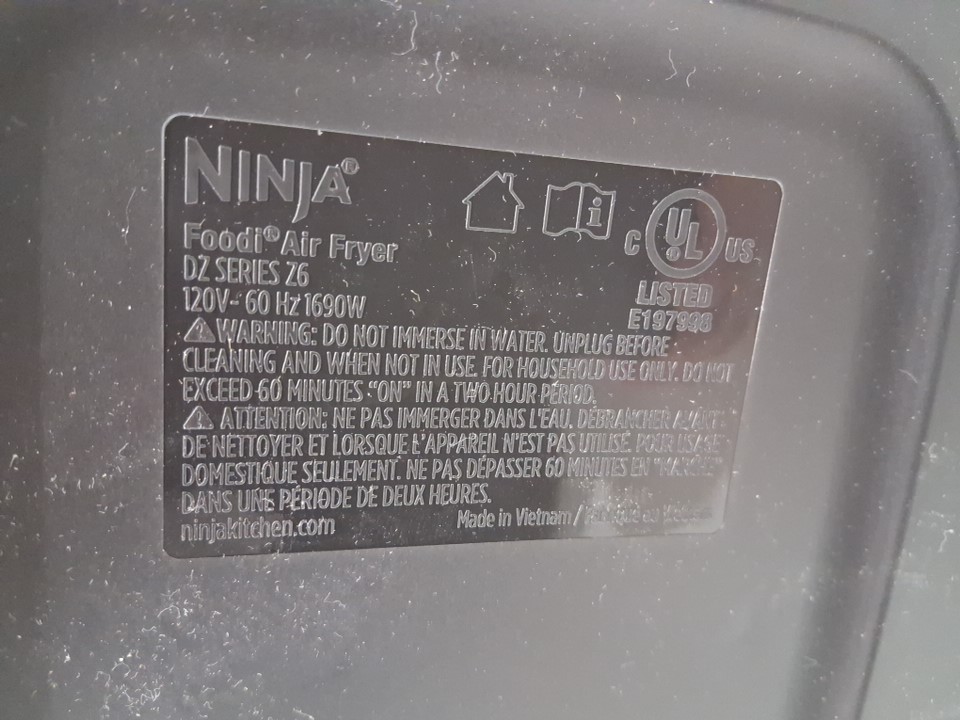 NINJA®
Foodi® Air Fryer
DZ SERIES Z6
120V~ 60 Hz 1690W
i
C UL® US
LISTED
E197998
⚠ WARNING: DO NOT IMMERSE IN WATER. UNPLUG BEFORE
CLEANING AND WHEN NOT IN USE. FOR HOUSEHOLD USE ONLY. DO NOT
EXCEED 60 MINUTES “ON” IN A TWO-HOUR PERIOD.
⚠ ATTENTION: NE PAS IMMERGER DANS L'EAU. DÉBRANCHER AVANT
DE NETTOYER ET LORSQUE L'APPAREIL N'EST PAS UTILISÉ. POUR USAGE
DOMESTIQUE SEULEMENT. NE PAS DÉPASSER 60 MINUTES EN “MARCHE”
DANS UNE PÉRIODE DE DEUX HEURES.
ninjakitchen.com
Made in Vietnam /